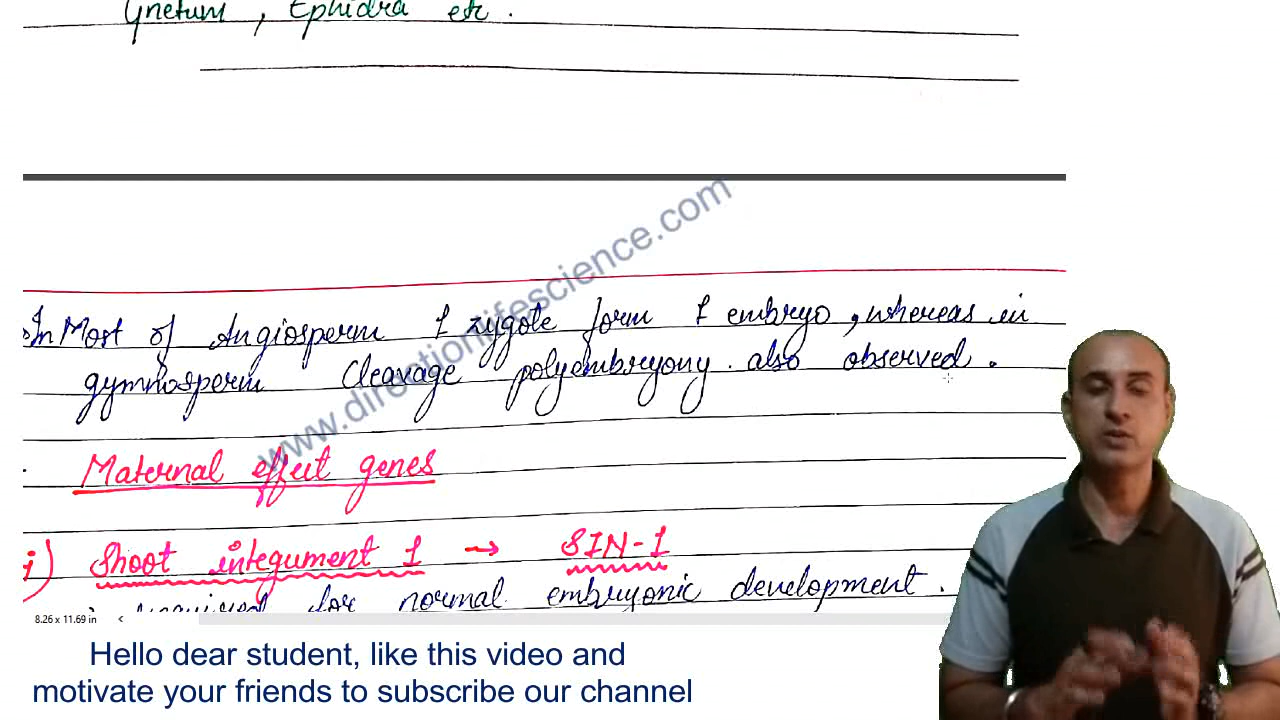 Gnetum, Ephidra etc.
www.directionlifescience.com
In Most of Angiosperm 1 zygote form 1 embryo, whereas in
gymnosperm Cleavage polyembryony also observed.
Maternal effect genes
i) Shoot integument 1 → SIN-1
required for normal embryonic development.
8.26 x 11.69 in
Hello dear student, like this video and
motivate your friends to subscribe our channel